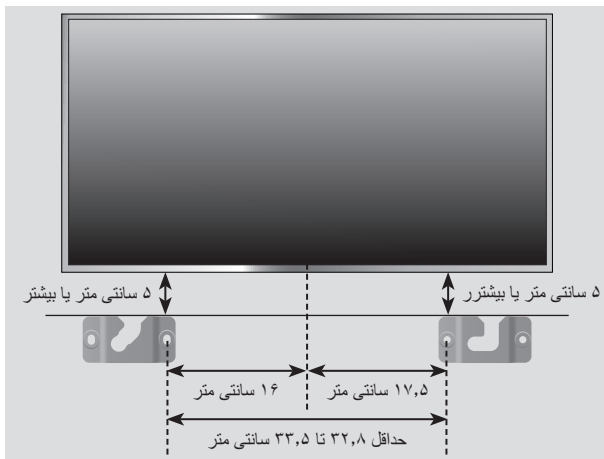 ۵ سانتی متر یا بیشترر
۵ سانتی متر یا بیشتر
۱۷,۵ سانتی متر
۱۶ سانتی متر
حداقل ۳۲,۸ تا ۳۳,۵ سانتی متر